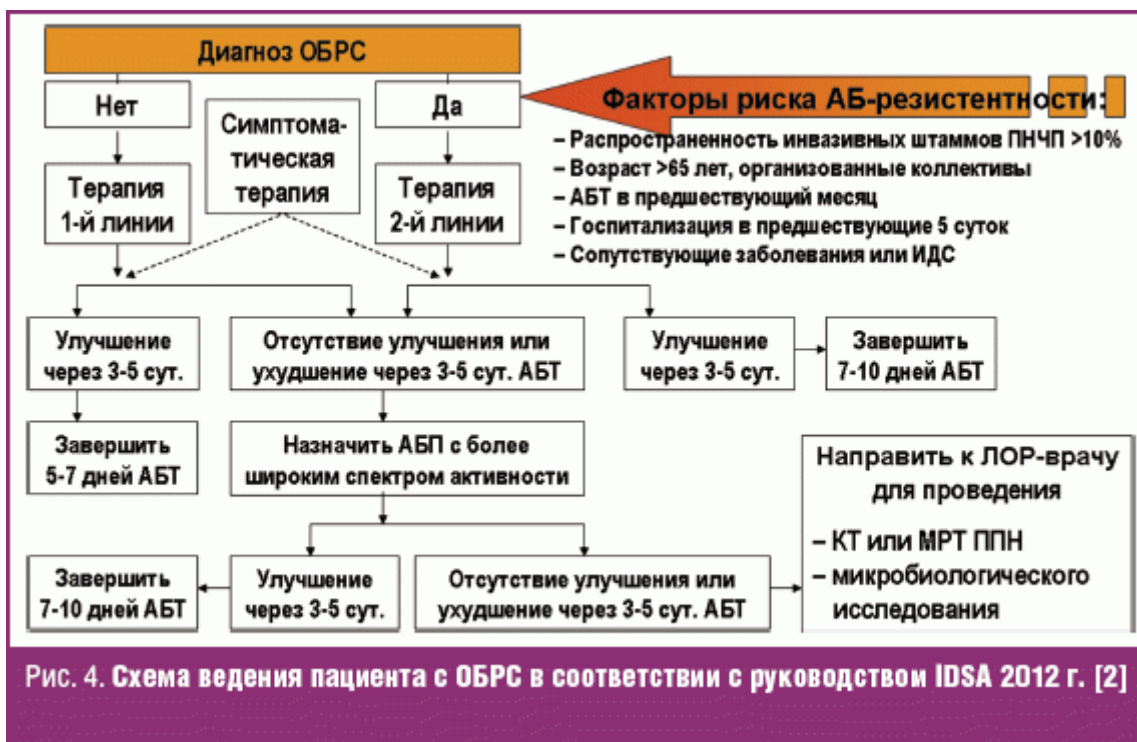 Диагноз ОБРС
Нет
Да
Симптома-
тическая
терапия
Терапия
1-й линии
Терапия
2-й линии
Факторы риска АБ-резистентности:
– Распространенность инвазивных штаммов ПНЧП >10%
– Возраст >65 лет, организованные коллективы
– АБТ в предшествующий месяц
– Госпитализация в предшествующие 5 суток
– Сопутствующие заболевания или ИДС
Улучшение
через 3-5 сут.
Отсутствие улучшения или
ухудшение через 3-5 сут. АБТ
Улучшение
через 3-5 сут.
Завершить
7-10 дней АБТ
Завершить
5-7 дней АБТ
Назначить АБП с более
широким спектром активности
Направить к ЛОР-врачу
для проведения
– КТ или МРТ ППН
– микробиологического
исследования
Завершить
7-10 дней АБТ
Улучшение
через 3-5 сут.
Отсутствие улучшения или
ухудшение через 3-5 сут. АБТ
Рис. 4. Схема ведения пациента с ОБРС в соответствии с руководством IDSA 2012 г. [2]